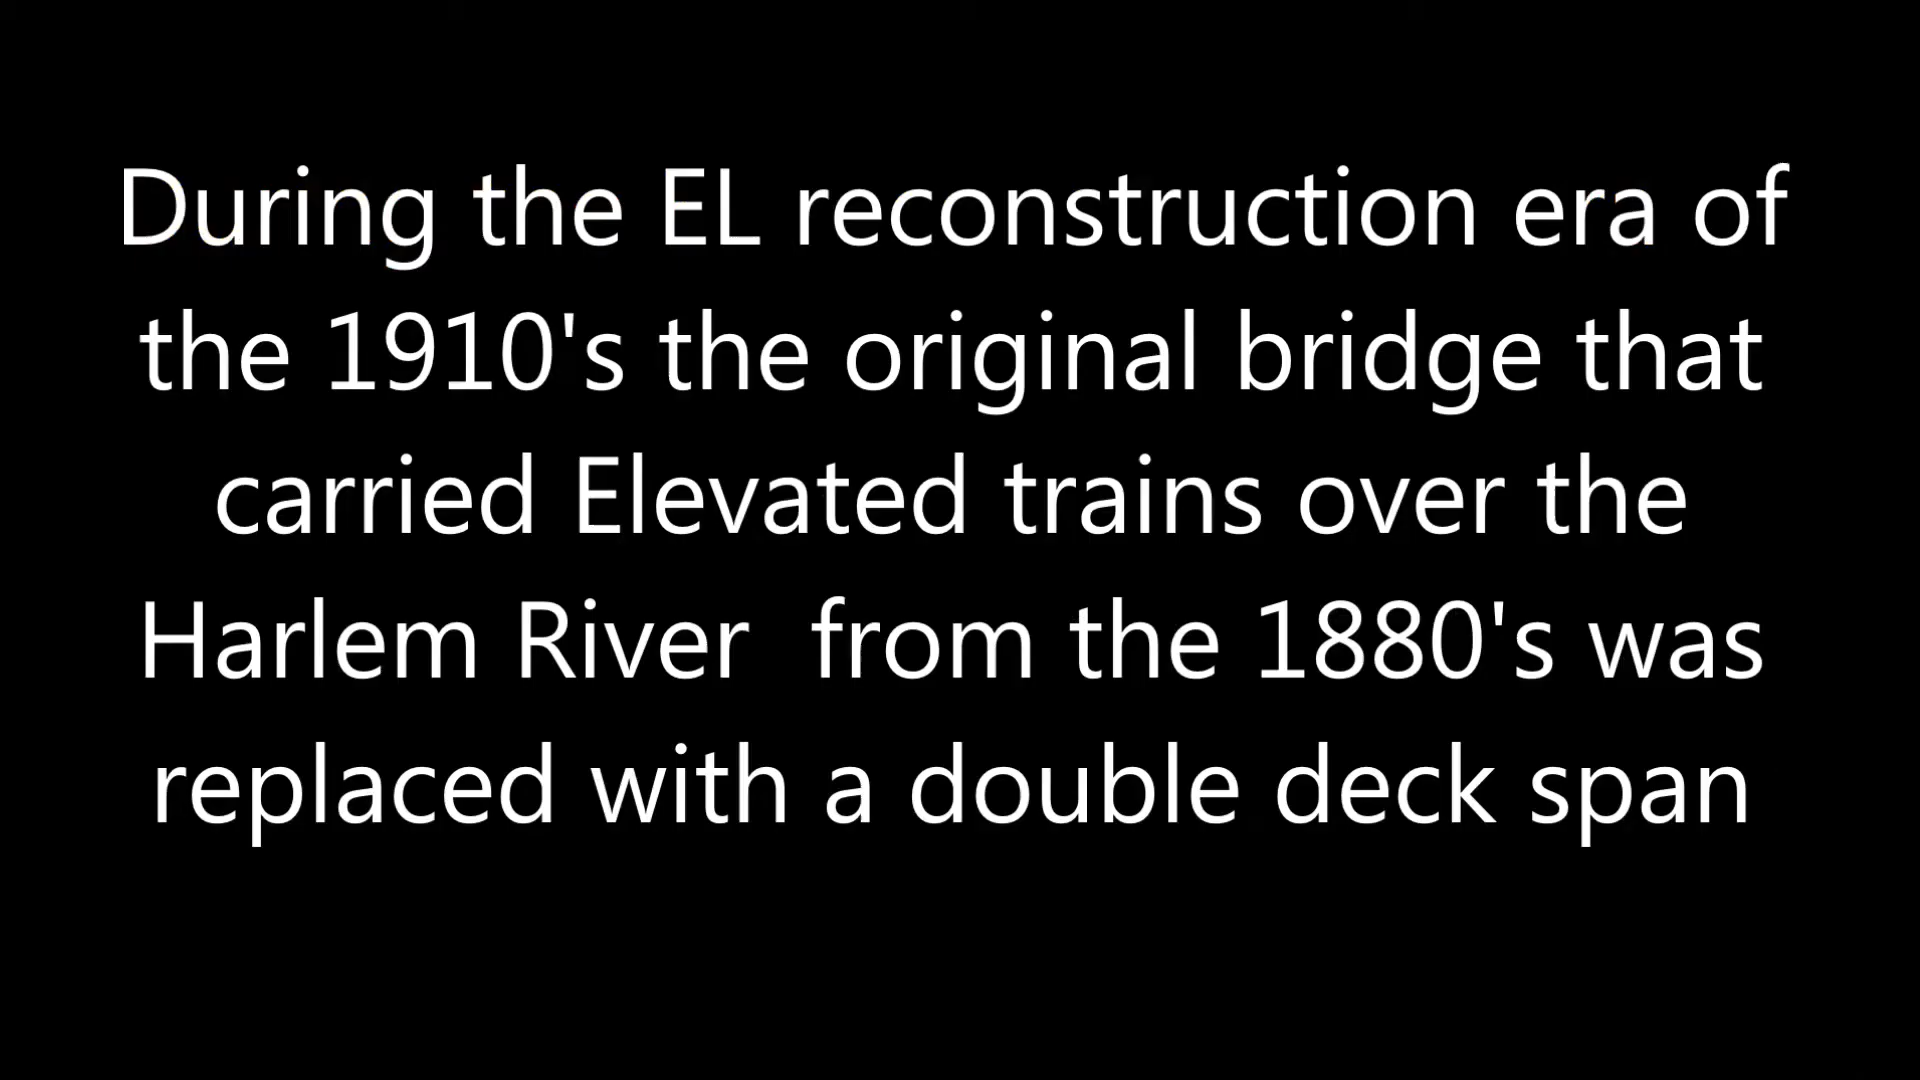 During the EL reconstruction era of
the 1910's the original bridge that
carried Elevated trains over the
Harlem River  from the 1880's was
replaced with a double deck span